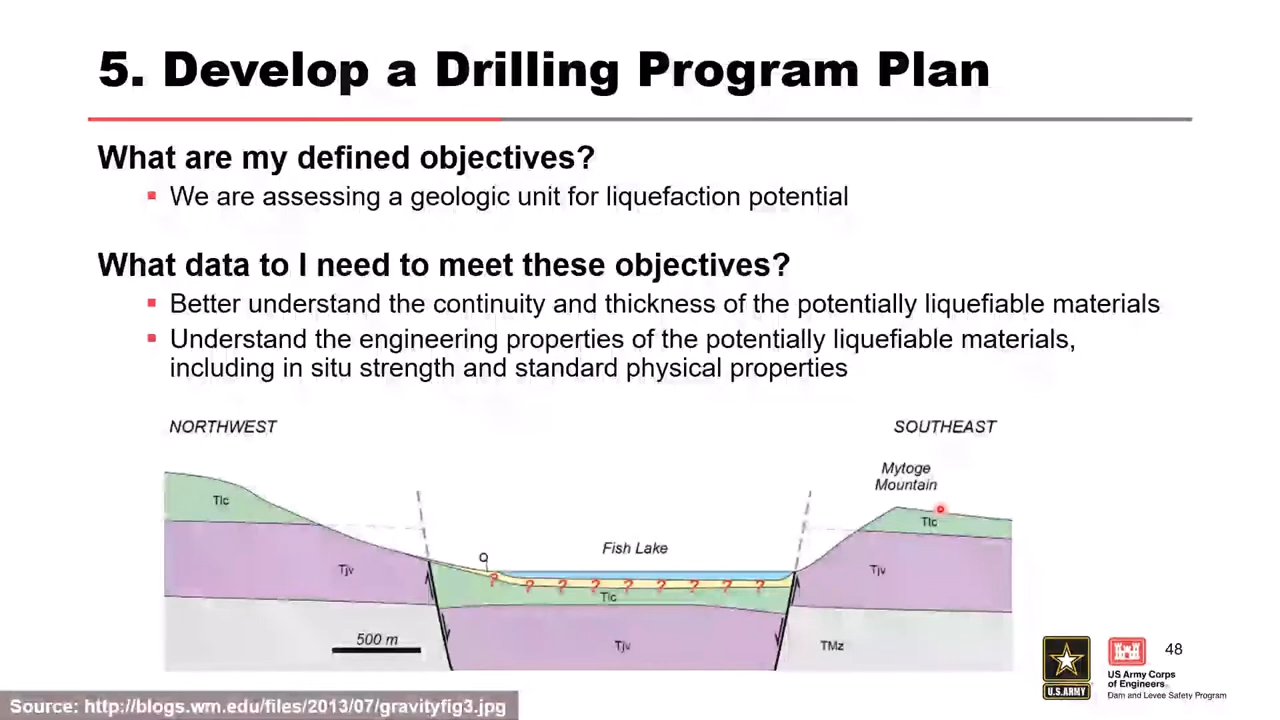 5. Develop a Drilling Program Plan
What are my defined objectives?
▪ We are assessing a geologic unit for liquefaction potential
What data to I need to meet these objectives?
▪ Better understand the continuity and thickness of the potentially liquefiable materials
▪ Understand the engineering properties of the potentially liquefiable materials,
including in situ strength and standard physical properties
NORTHWEST
SOUTHEAST
Mytoge
Mountain
Tlc
Tlc
Fish Lake
Q
Tjv
Tjv
? ? ? ? ? ? ? ? ?
Tlc
500 m
Tjv
TMz
U.S.ARMY
US Army Corps
of Engineers
Dam and Levee Safety Program
48
Source: http://blogs.wm.edu/files/2013/07/gravityfig3.jpg